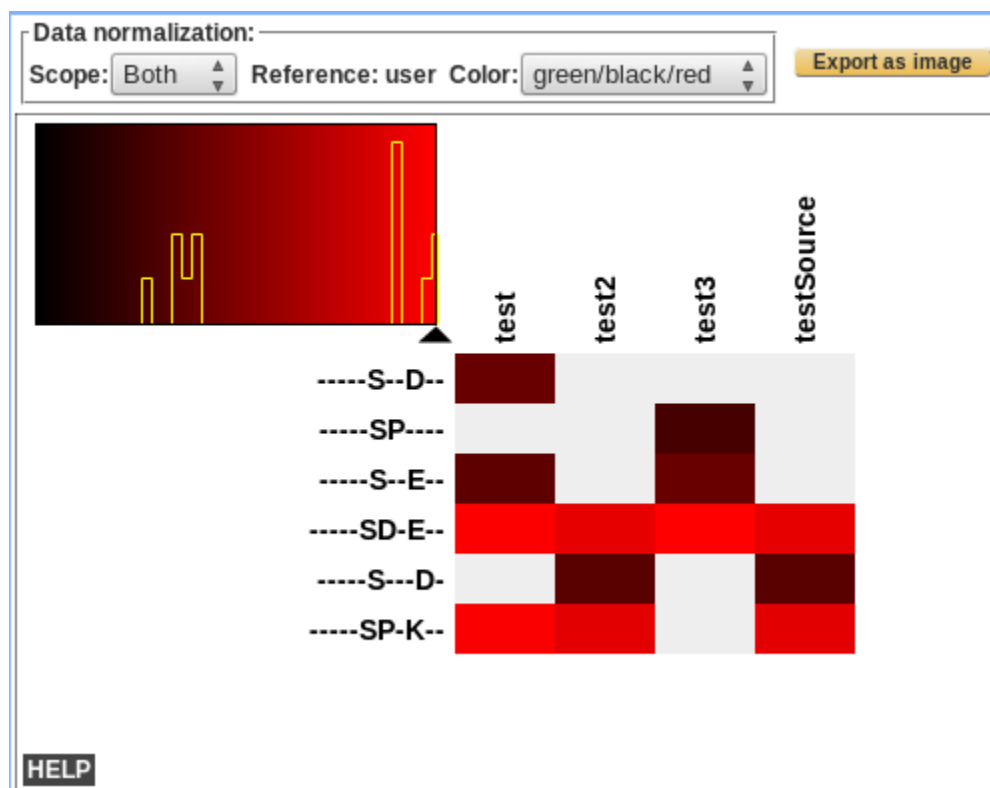 Data normalization:
Scope: Both Reference: user Color: green/black/red Export as image
test test2 test3 testSource
-----S--D--
-----SP----
-----S--E--
-----SD-E--
-----S---D-
-----SP-K--
HELP